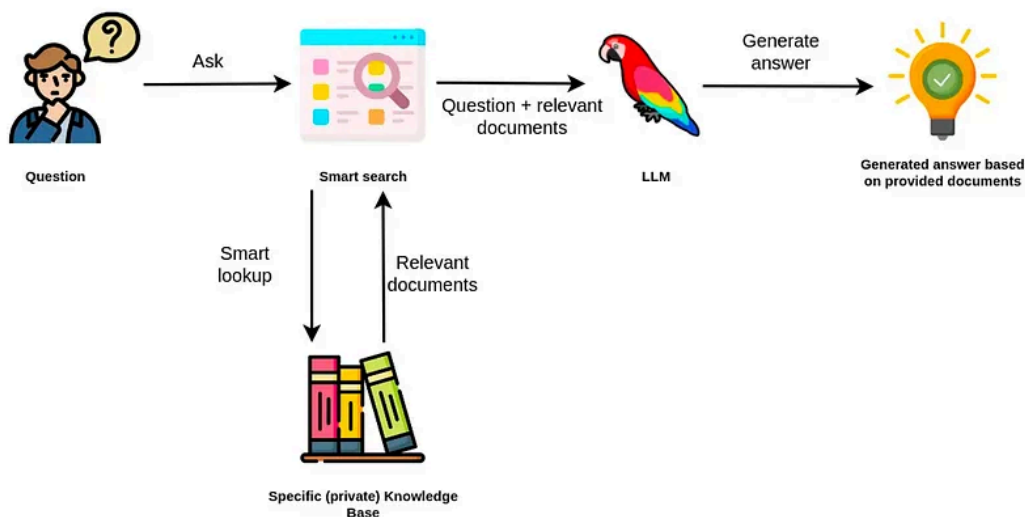 ?
Ask
Question + relevant
documents
Generate
answer
Question
Smart search
LLM
Generated answer based
on provided documents
Smart
lookup
Relevant
documents
Specific (private) Knowledge
Base